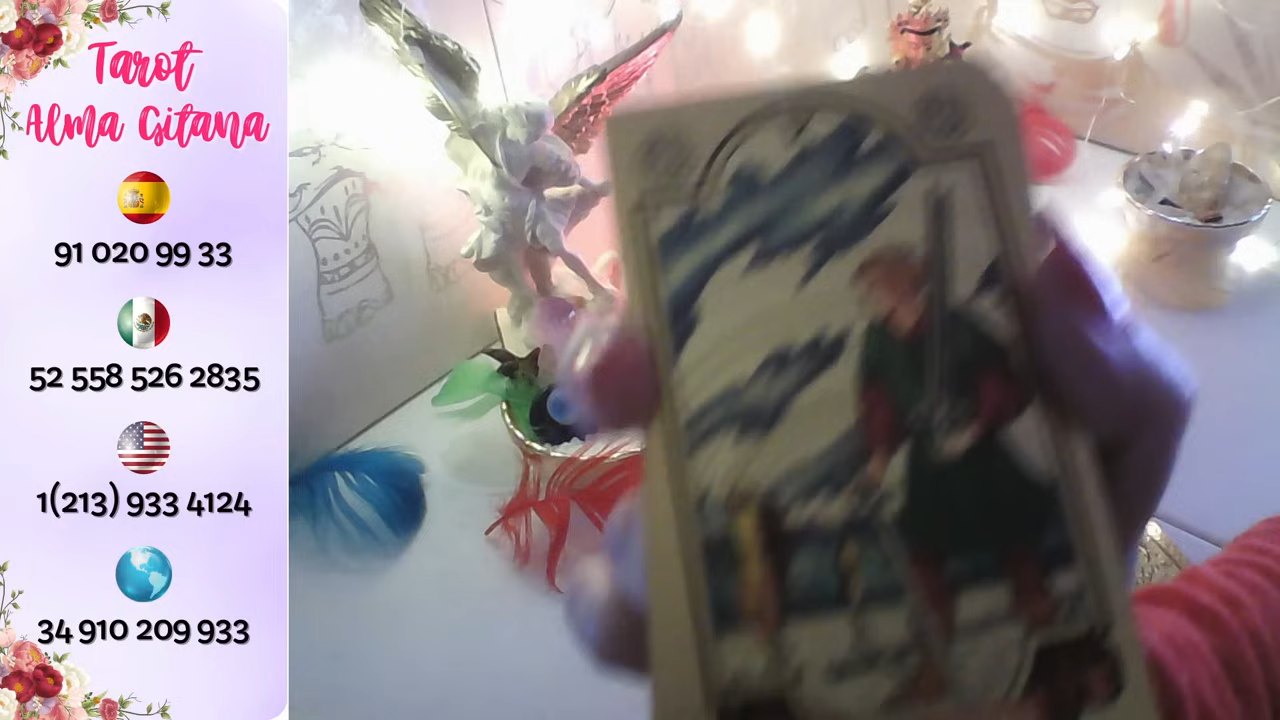 Tarot
Alma Gitana
91 020 99 33
52 558 526 2835
1(213) 933 4124
34 910 209 933